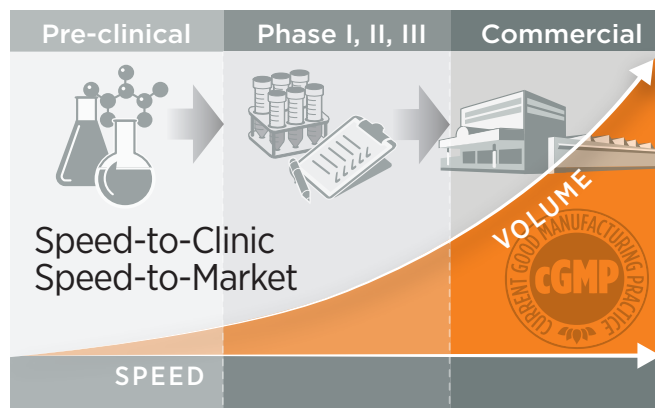 Pre-clinical
Phase I, II, III
Commercial
Speed-to-Clinic
Speed-to-Market
VOLUME
CURRENT GOOD MANUFACTURING PRACTICE
cGMP
SPEED